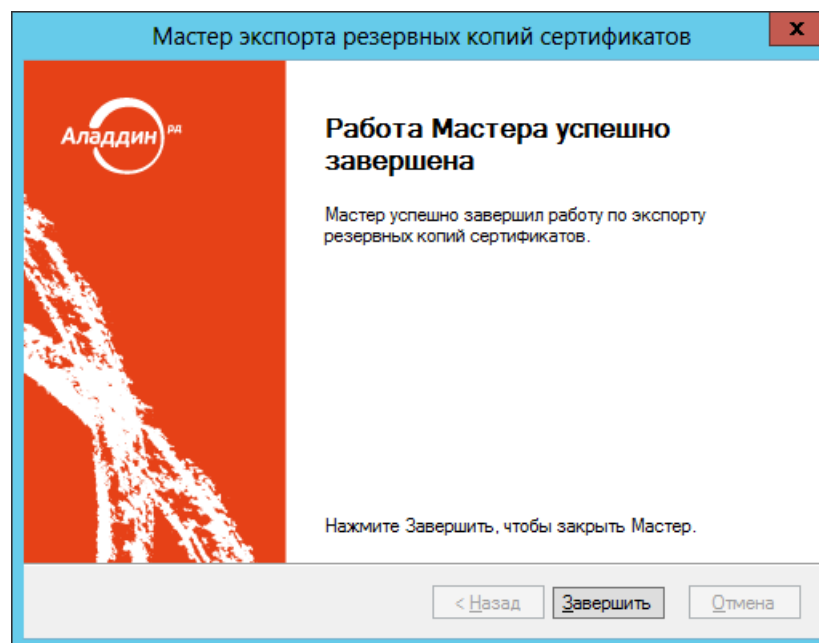 Мастер экспорта резервных копий сертификатов
x
Аладдин РД
Работа Мастера успешно
завершена
Мастер успешно завершил работу по экспорту
резервных копий сертификатов.
Нажмите Завершить, чтобы закрыть Мастер.
< Назад Завершить Отмена